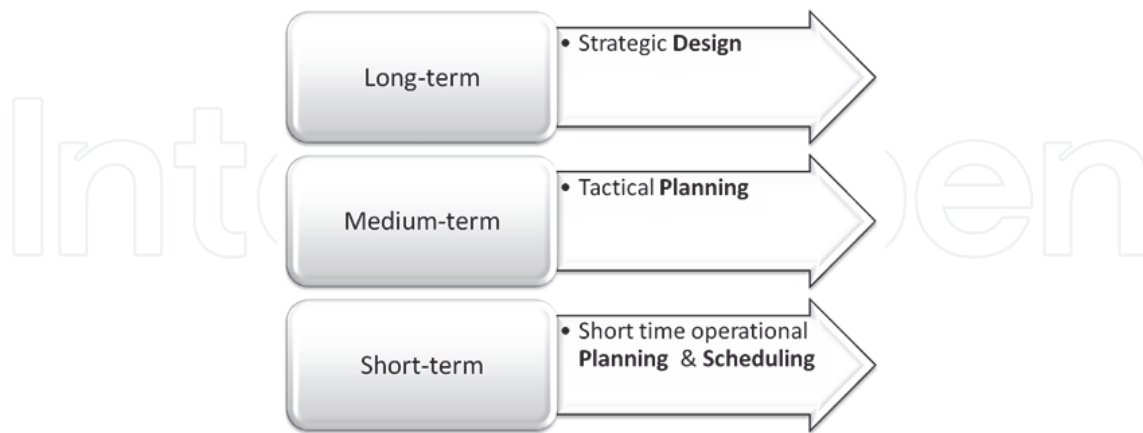 Long-term
• Strategic Design
Medium-term
• Tactical Planning
Short-term
• Short time operational
Planning & Scheduling